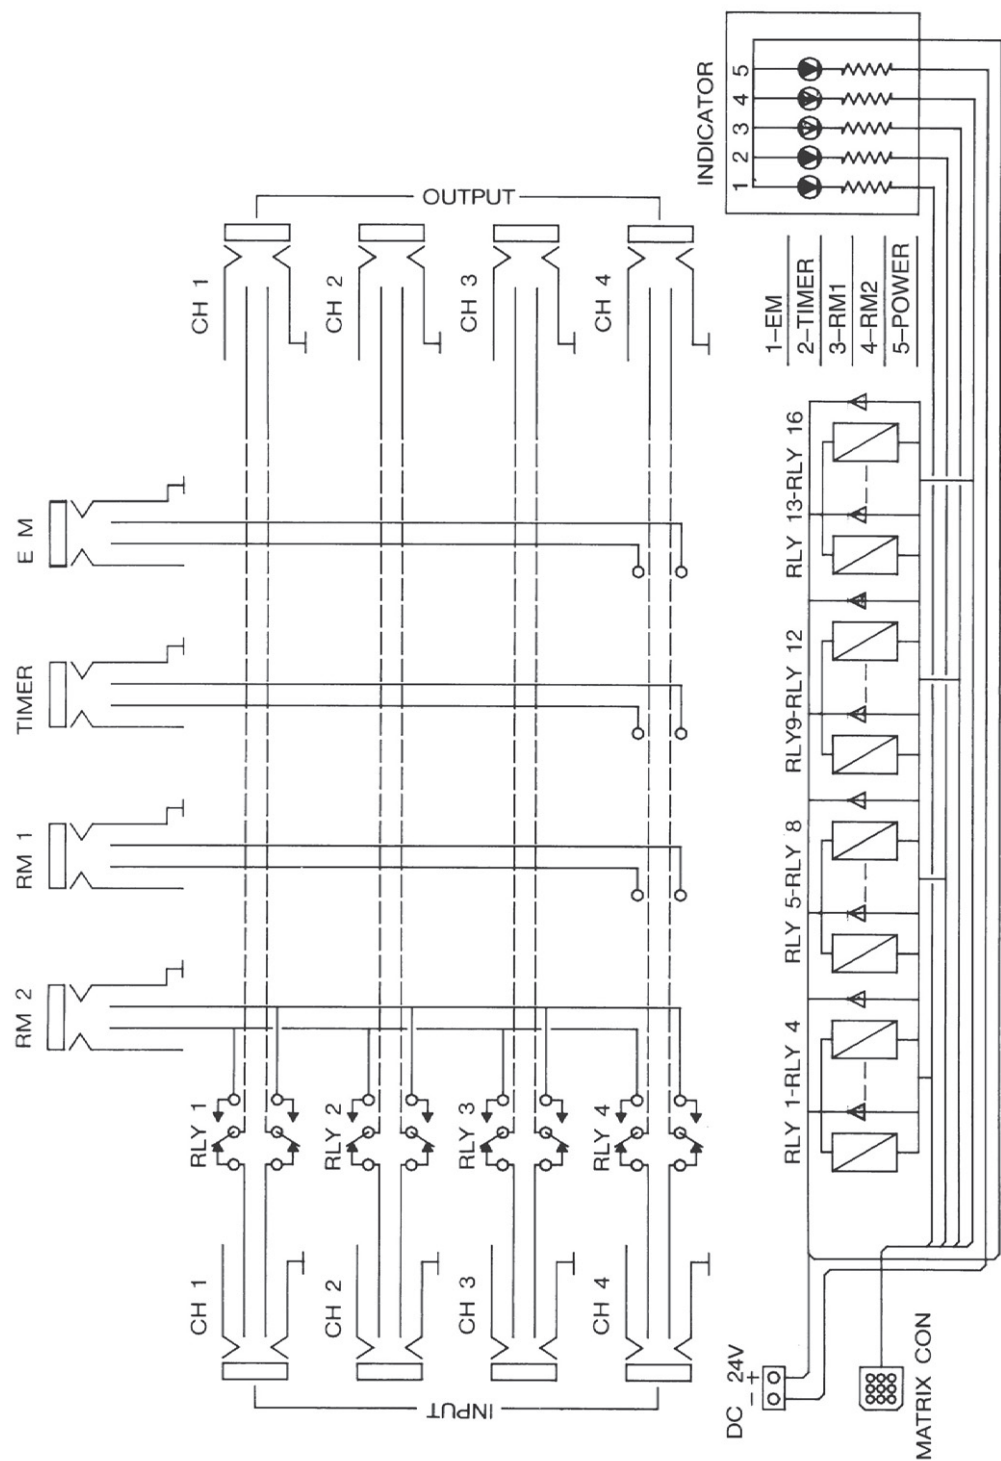 INPUT
CH 1
CH 2
CH 3
CH 4
RLY 1
RLY 2
RLY 3
RLY 4
RM 2
RM 1
TIMER
E M
OUTPUT
CH 1
CH 2
CH 3
CH 4
DC 24V
- +
MATRIX CON
RLY 1-RLY 4
RLY 5-RLY 8
RLY9-RLY 12
RLY 13-RLY 16
1-EM
2-TIMER
3-RM1
4-RM2
5-POWER
INDICATOR
1 2 3 4 5